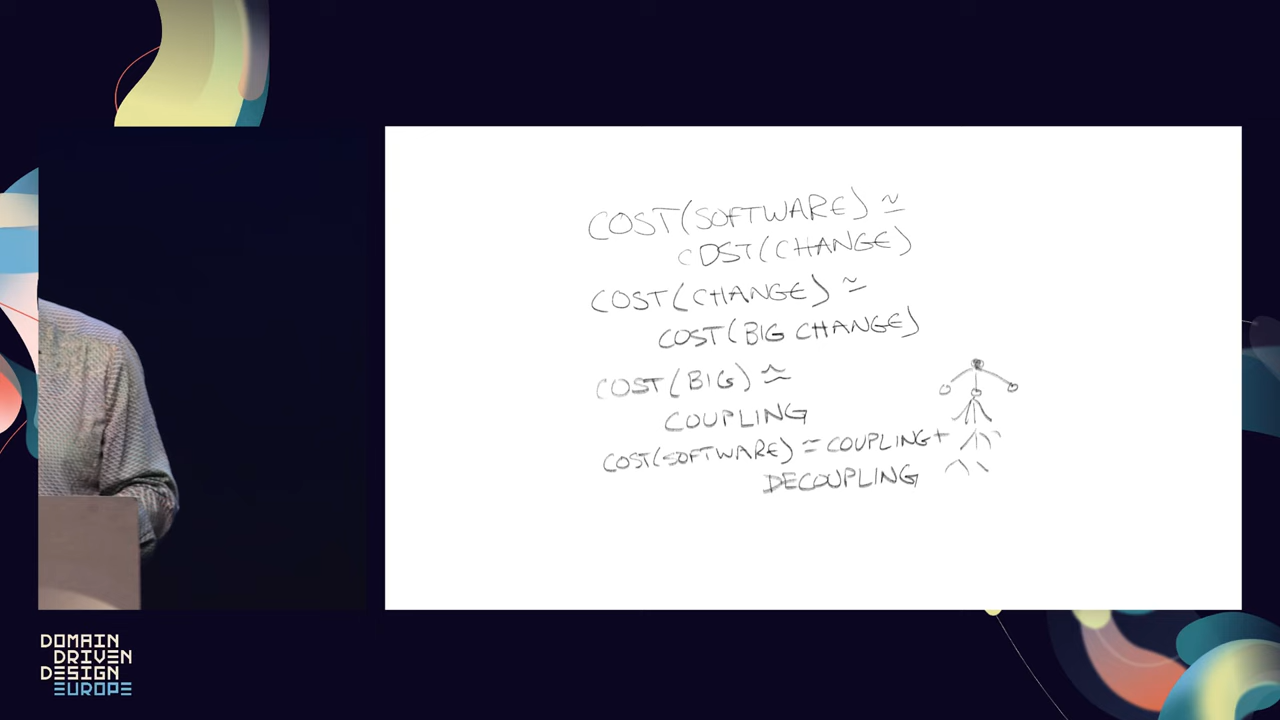 COST(SOFTWARE) ≃
COST(CHANGE)
COST(CHANGE) ≃
COST(BIG CHANGE)
COST(BIG) ≈
COUPLING
COST(SOFTWARE) = COUPLING +
DECOUPLING
DOMAIN
DRIVEN
DESIGN
EUROPE